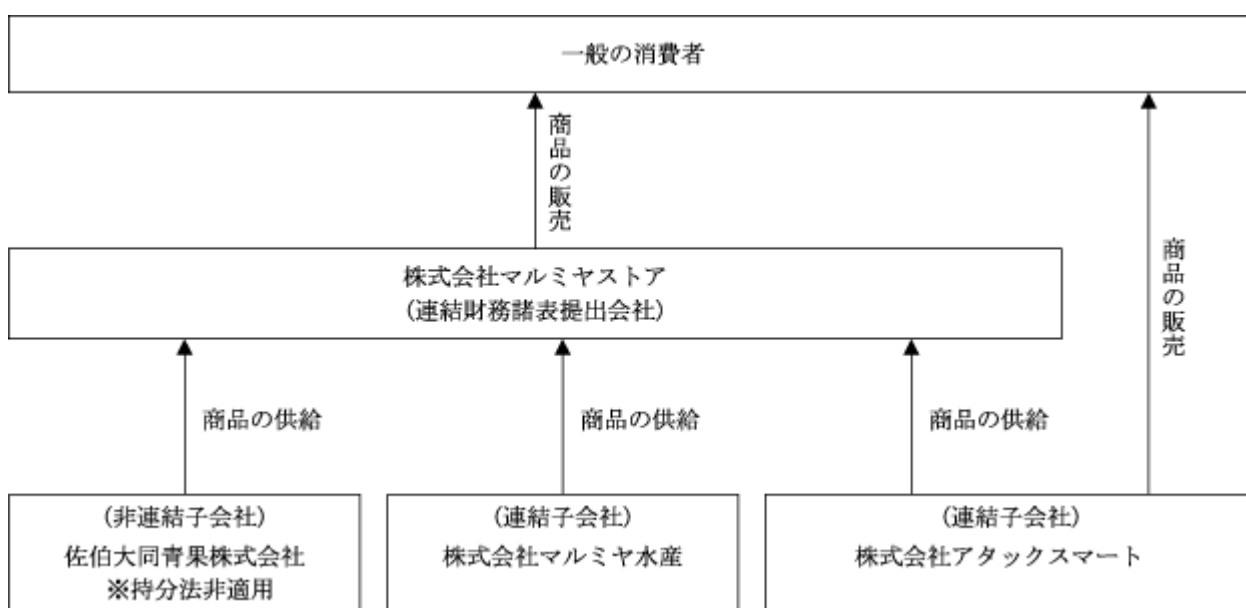 一般の消費者
商品の販売
株式会社マルミヤストア
(連結財務諸表提出会社)
商品の販売
商品の供給
商品の供給
商品の供給
(非連結子会社)
佐伯大同青果株式会社
※持分法非適用
(連結子会社)
株式会社マルミヤ水産
(連結子会社)
株式会社アタックスマート